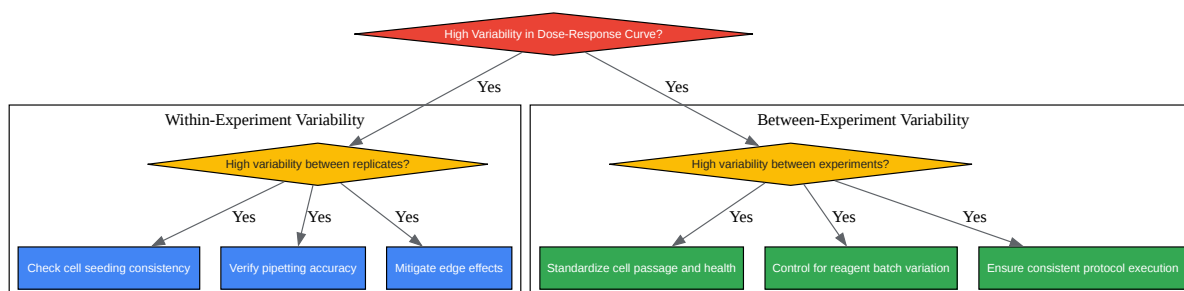 High Variability in Dose-Response Curve?
Yes
Yes
Within-Experiment Variability
Between-Experiment Variability
High variability between replicates?
High variability between experiments?
Yes
Yes
Yes
Yes
Yes
Yes
Check cell seeding consistency
Verify pipetting accuracy
Mitigate edge effects
Standardize cell passage and health
Control for reagent batch variation
Ensure consistent protocol execution